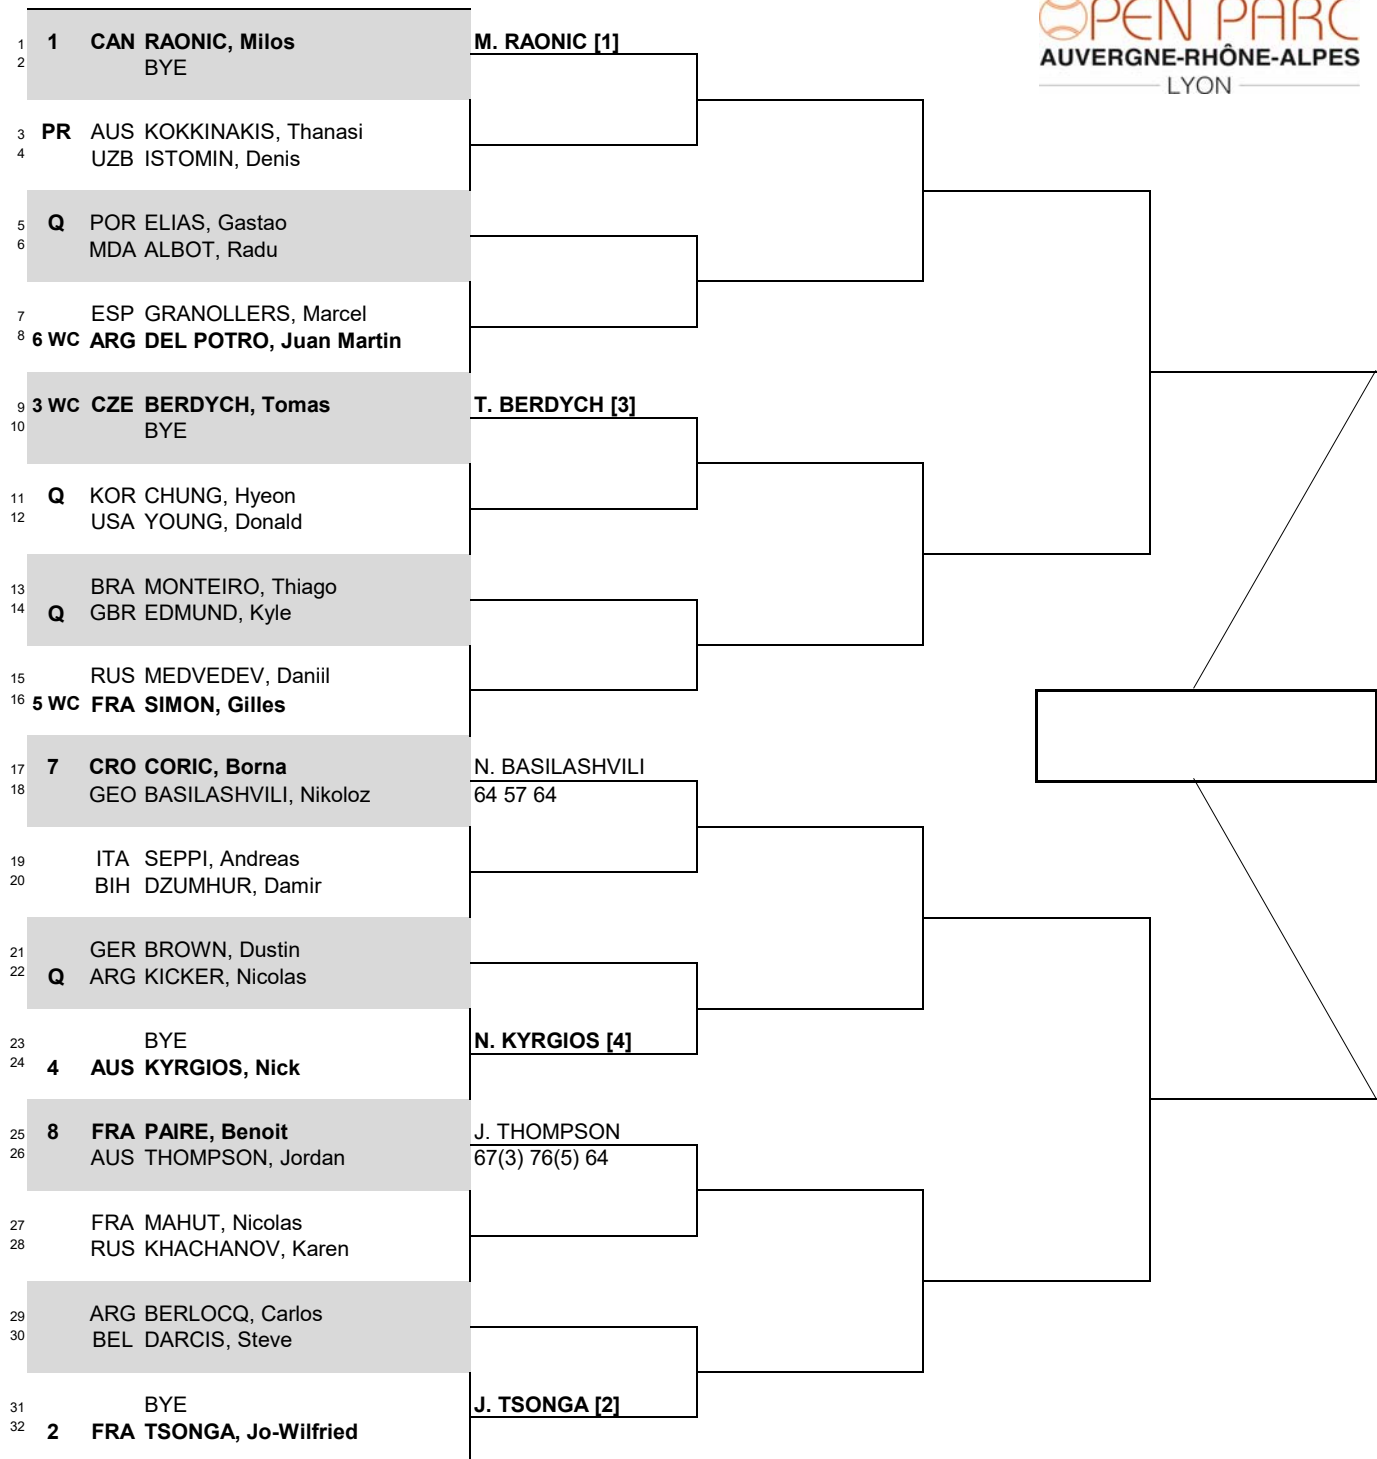 OPEN PARC
AUVERGNE-RHÔNE-ALPES
LYON
1 1 CAN RAONIC, Milos M. RAONIC [1]
2 BYE
3 PR AUS KOKKINAKIS, Thanasi
4 UZB ISTOMIN, Denis
5 Q POR ELIAS, Gastao
6 MDA ALBOT, Radu
7 ESP GRANOLLERS, Marcel
8 6 WC ARG DEL POTRO, Juan Martin
9 3 WC CZE BERDYCH, Tomas T. BERDYCH [3]
10 BYE
11 Q KOR CHUNG, Hyeon
12 USA YOUNG, Donald
13 BRA MONTEIRO, Thiago
14 Q GBR EDMUND, Kyle
15 RUS MEDVEDEV, Daniil
16 5 WC FRA SIMON, Gilles
17 7 CRO CORIC, Borna N. BASILASHVILI
18 GEO BASILASHVILI, Nikoloz 64 57 64
19 ITA SEPPI, Andreas
20 BIH DZUMHUR, Damir
21 GER BROWN, Dustin
22 Q ARG KICKER, Nicolas
23 BYE N. KYRGIOS [4]
24 4 AUS KYRGIOS, Nick
25 8 FRA PAIRE, Benoit J. THOMPSON
26 AUS THOMPSON, Jordan 67(3) 76(5) 64
27 FRA MAHUT, Nicolas
28 RUS KHACHANOV, Karen
29 ARG BERLOCQ, Carlos
30 BEL DARCIS, Steve
31 BYE J. TSONGA [2]
32 2 FRA TSONGA, Jo-Wilfried